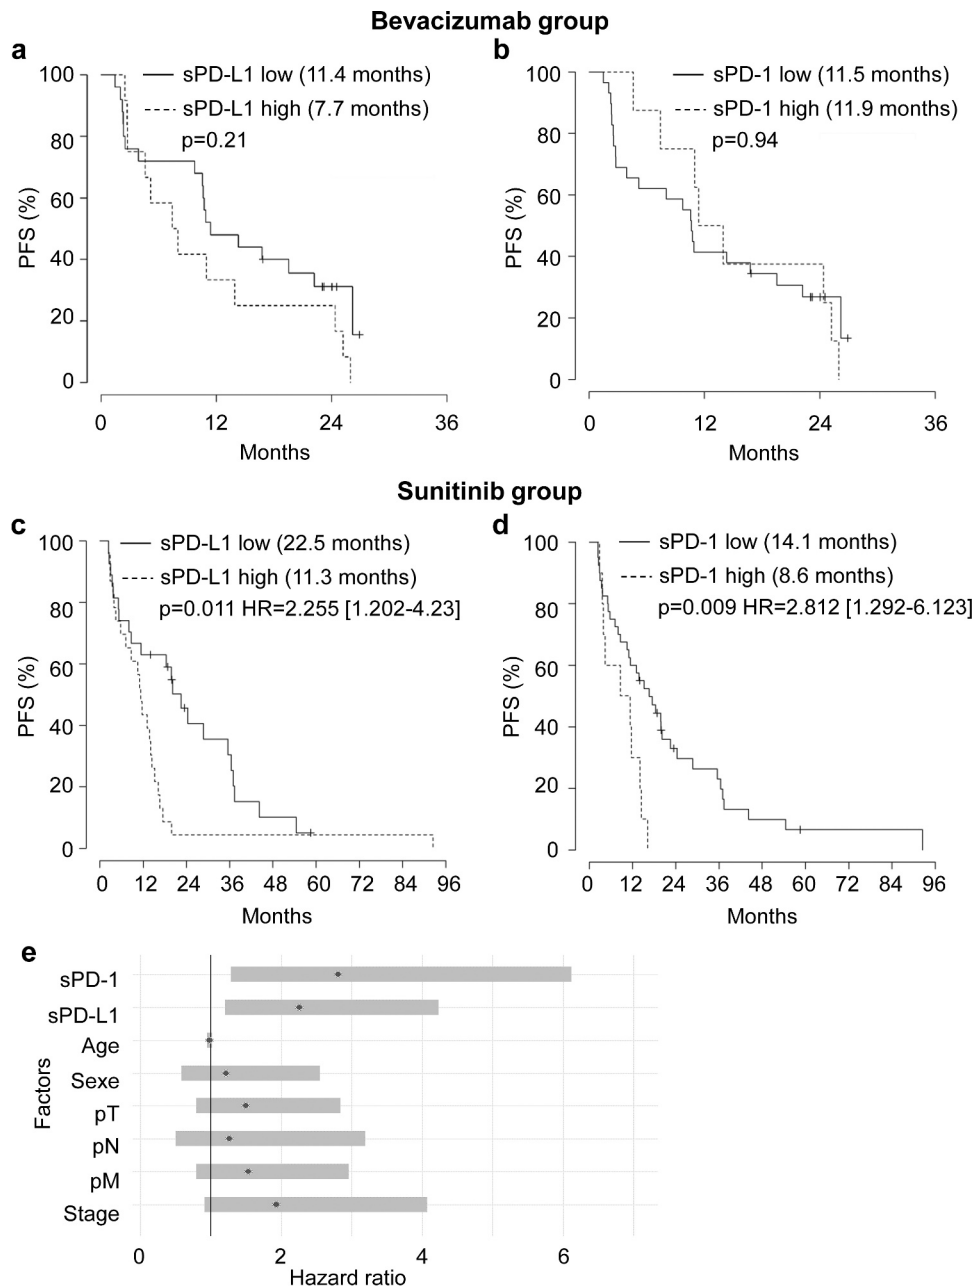 Bevacizumab group
a
sPD-L1 low (11.4 months)
sPD-L1 high (7.7 months)
p=0.21
PFS (%)
100
80
60
40
20
0
0 12 24 36
Months
b
sPD-1 low (11.5 months)
sPD-1 high (11.9 months)
p=0.94
PFS (%)
100
80
60
40
20
0
0 12 24 36
Months
Sunitinib group
c
sPD-L1 low (22.5 months)
sPD-L1 high (11.3 months)
p=0.011 HR=2.255 [1.202-4.23]
PFS (%)
100
80
60
40
20
0
0 12 24 36 48 60 72 84 96
Months
d
sPD-1 low (14.1 months)
sPD-1 high (8.6 months)
p=0.009 HR=2.812 [1.292-6.123]
PFS (%)
100
80
60
40
20
0
0 12 24 36 48 60 72 84 96
Months
e
Factors
sPD-1
sPD-L1
Age
Sexe
pT
pN
pM
Stage
0 2 4 6
Hazard ratio